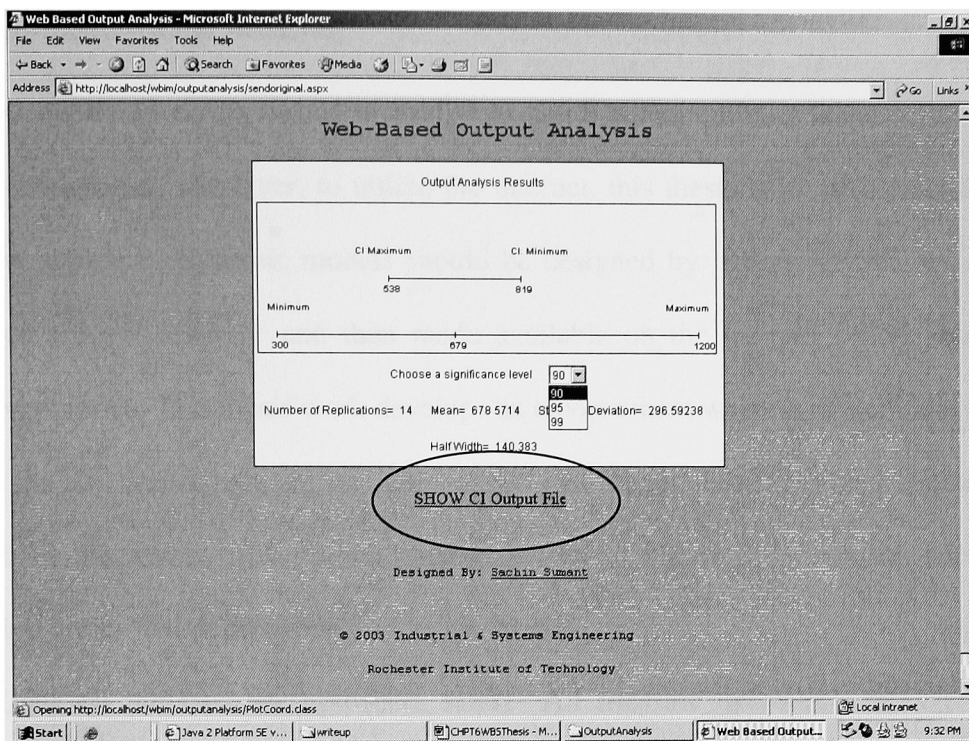 Web Based Output Analysis - Microsoft Internet Explorer
File Edit View Favorites Tools Help
Back Search Favorites Media
Address http://localhost/wbim/outputanalysis/sendoriginal.aspx Go Links
Web-Based Output Analysis
Output Analysis Results
CI Maximum CI Minimum
538 819
Minimum Maximum
300 679 1200
Choose a significance level 90
90
95
99
Number of Replications= 14 Mean= 678 5714 St Deviation= 296 59238
Half Width= 140.383
SHOW CI Output File
Designed By: Sachin Sumant
© 2003 Industrial & Systems Engineering
Rochester Institute of Technology
Opening http://localhost/wbim/outputanalysis/PlotCoord.class Local intranet
Start Java 2 Platform SE v... writeup CHPT6WBSThesis - M... OutputAnalysis Web Based Output... 9:32 PM